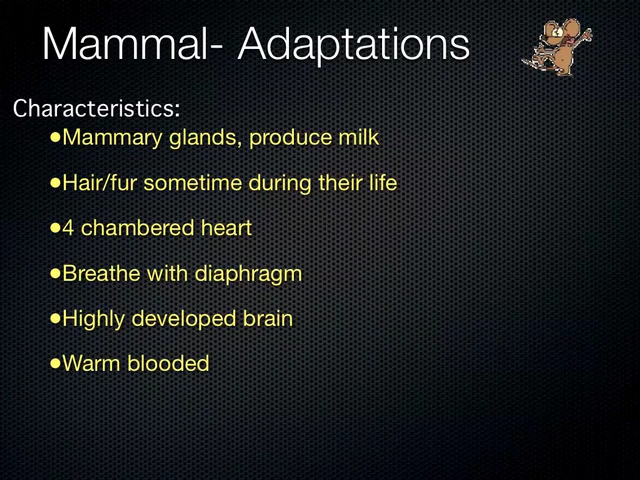 Mammal- Adaptations
Characteristics:
•Mammary glands, produce milk
•Hair/fur sometime during their life
•4 chambered heart
•Breathe with diaphragm
•Highly developed brain
•Warm blooded